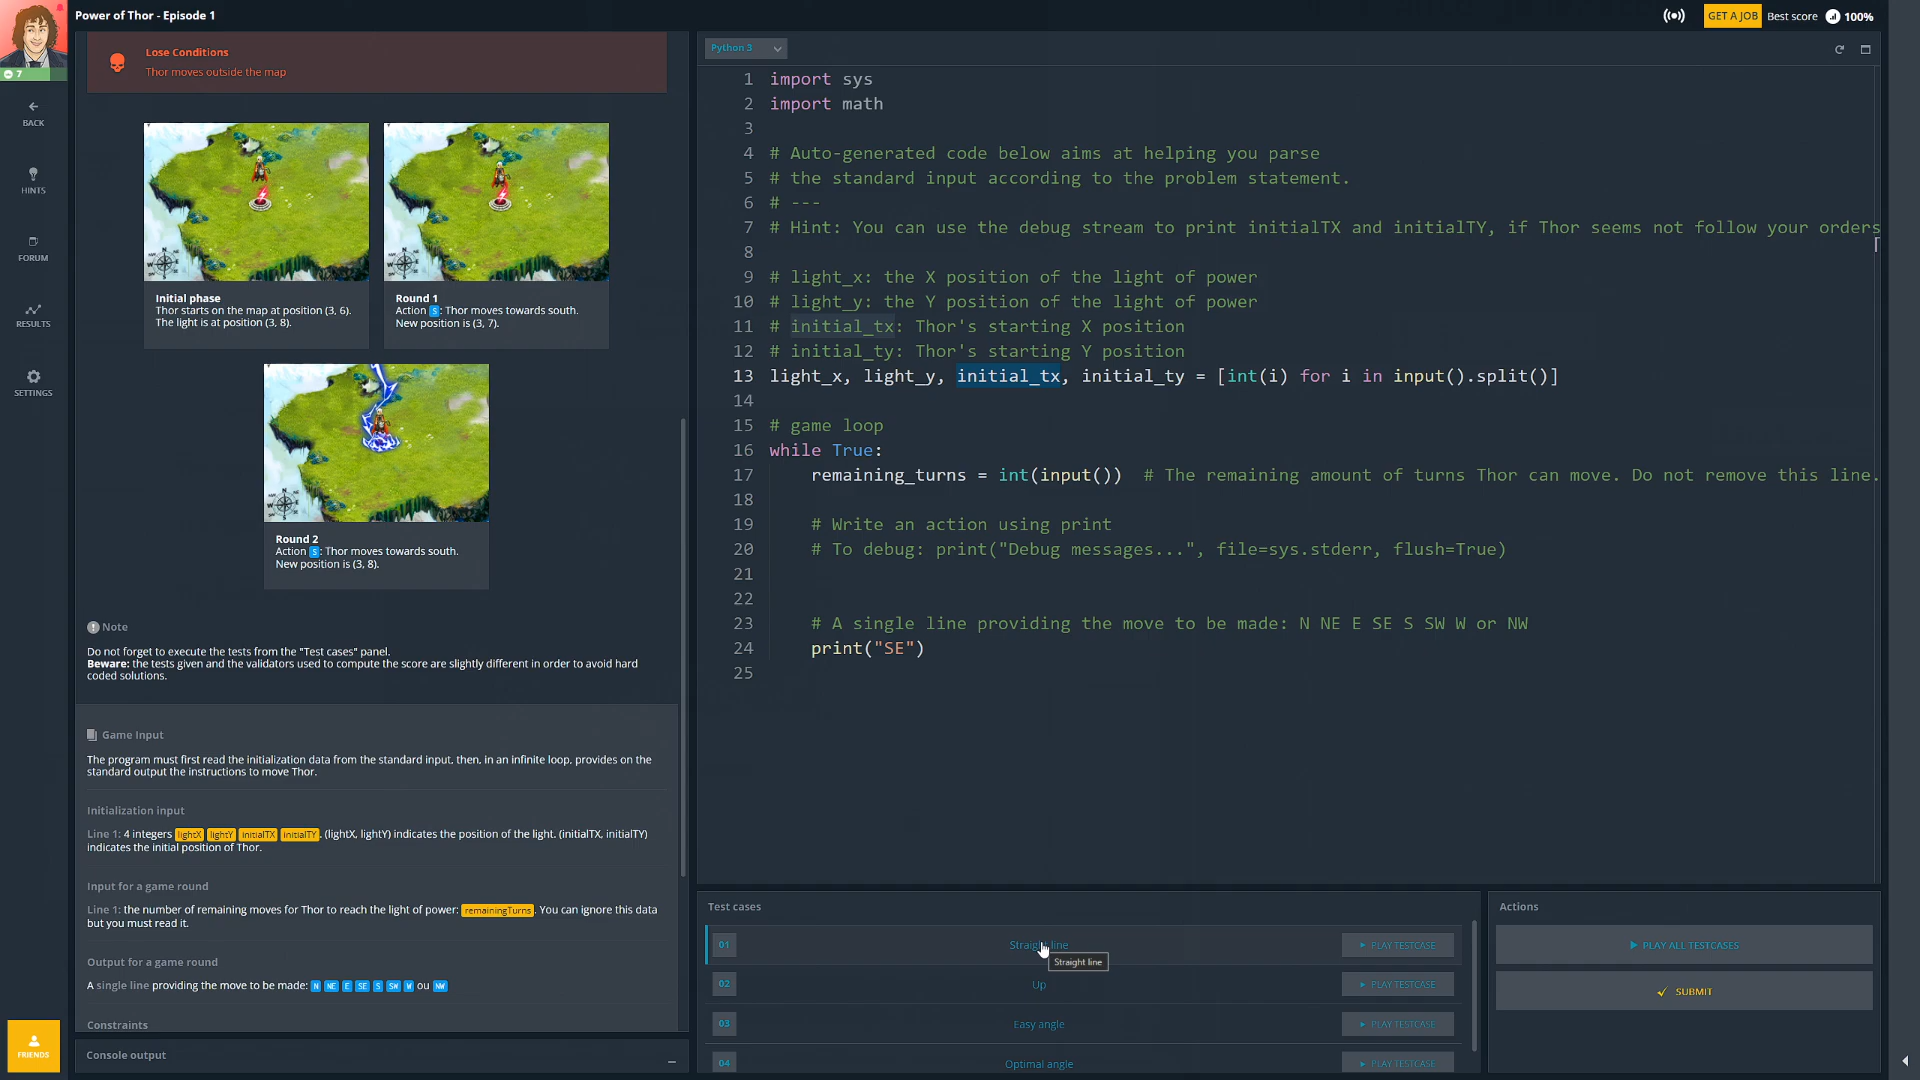 Power of Thor - Episode 1
GET A JOB
Best score
100%
7
BACK
HINTS
FORUM
RESULTS
SETTINGS
FRIENDS
Lose Conditions
Thor moves outside the map
Initial phase
Thor starts on the map at position (3, 6).
The light is at position (3, 8).
Round 1
Action S: Thor moves towards south.
New position is (3, 7).
Round 2
Action S: Thor moves towards south.
New position is (3, 8).
Note
Do not forget to execute the tests from the "Test cases" panel.
Beware: the tests given and the validators used to compute the score are slightly different in order to avoid hard
coded solutions.
Game Input
The program must first read the initialization data from the standard input, then, in an infinite loop, provides on the
standard output the instructions to move Thor.
Initialization input
Line 1: 4 integers lightX lightY initialTX initialTY. (lightX, lightY) indicates the position of the light. (initialTX, initialTY)
indicates the initial position of Thor.
Input for a game round
Line 1: the number of remaining moves for Thor to reach the light of power: remainingTurns. You can ignore this data
but you must read it.
Output for a game round
A single line providing the move to be made: N NE E SE S SW W ou NW
Constraints
Console output
Python 3
1 import sys
2 import math
3
4 # Auto-generated code below aims at helping you parse
5 # the standard input according to the problem statement.
6 # ---
7 # Hint: You can use the debug stream to print initialTX and initialTY, if Thor seems not follow your orders
8
9 # light_x: the X position of the light of power
10 # light_y: the Y position of the light of power
11 # initial_tx: Thor's starting X position
12 # initial_ty: Thor's starting Y position
13 light_x, light_y, initial_tx, initial_ty = [int(i) for i in input().split()]
14
15 # game loop
16 while True:
17 remaining_turns = int(input())  # The remaining amount of turns Thor can move. Do not remove this line.
18
19 # Write an action using print
20 # To debug: print("Debug messages...", file=sys.stderr, flush=True)
21
22
23 # A single line providing the move to be made: N NE E SE S SW W or NW
24 print("SE")
25
Test cases
01 Straight line PLAY TESTCASE
Straight line
02 Up PLAY TESTCASE
03 Easy angle PLAY TESTCASE
04 Optimal angle PLAY TESTCASE
Actions
PLAY ALL TESTCASES
SUBMIT